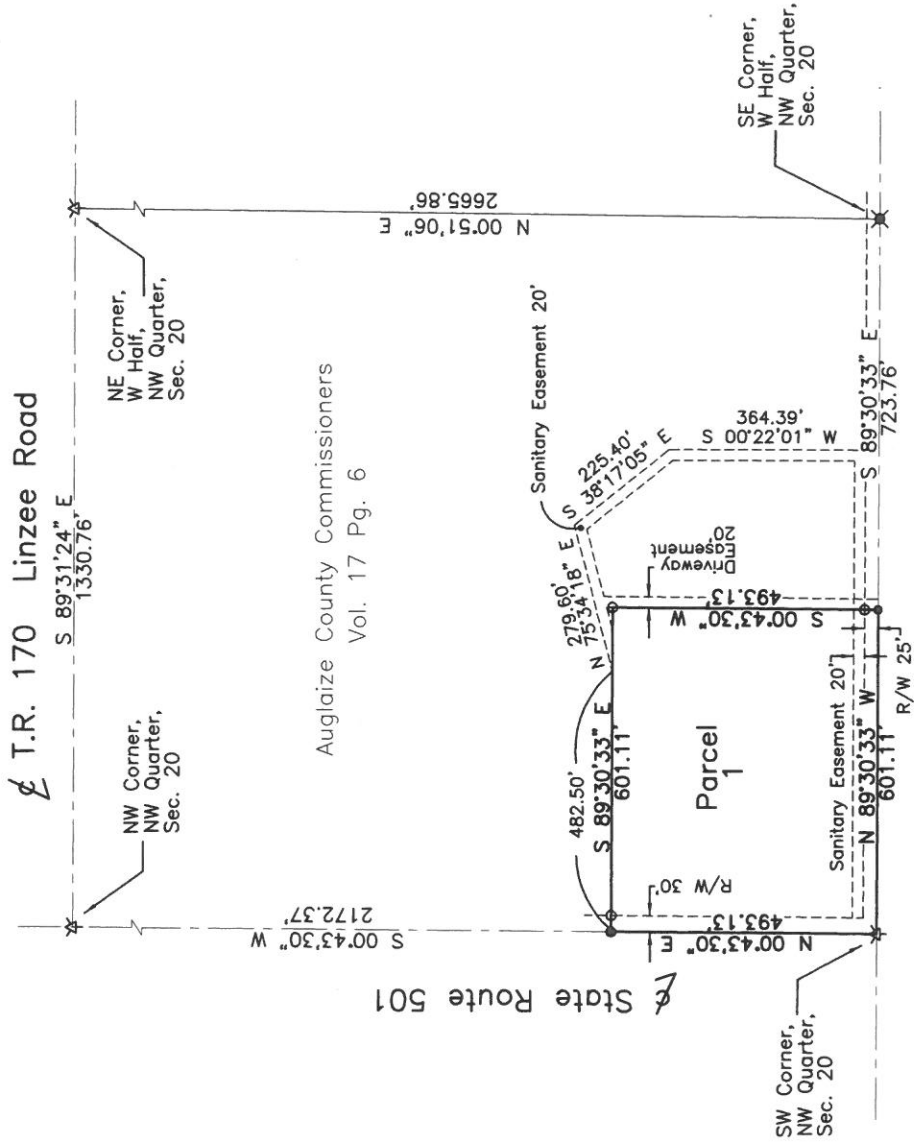 ℄ T.R. 170 Linzee Road
S 89°31'24" E
1330.76'
NW Corner,
NW Quarter,
Sec. 20
NE Corner,
W Half,
NW Quarter,
Sec. 20
S 00°43'30" W
2172.37'
N 00°51'06" E
2665.86'
Auglaize County Commissioners
Vol. 17 Pg. 6
Sanitary Easement 20'
482.50'
N 75°34'18" E
279.60'
S 38°17'05" E
225.40'
S 00°22'01" W
364.39'
S 89°30'33" E
601.11'
R/W 30'
Parcel
1
Driveway
Easement
20'
S 00°43'30" W
493.13'
℄ State Route 501
N 00°43'30" E
493.13'
Sanitary Easement 20'
N 89°30'33" W
601.11'
R/W 25'
S 89°30'33" E
723.76'
SW Corner,
NW Quarter,
Sec. 20
SE Corner,
W Half,
NW Quarter,
Sec. 20